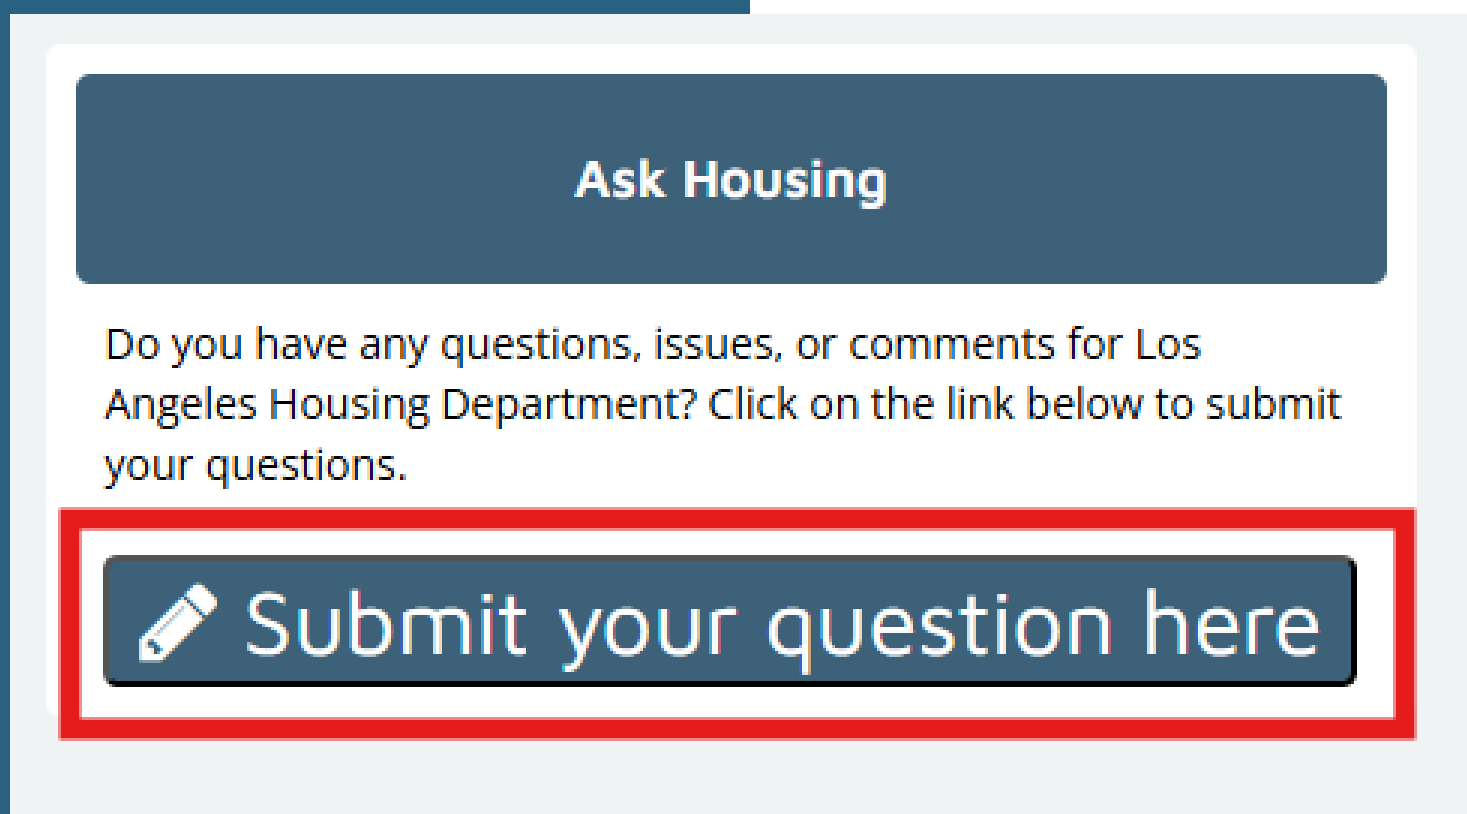 Ask Housing
Do you have any questions, issues, or comments for Los
Angeles Housing Department? Click on the link below to submit
your questions.
Submit your question here